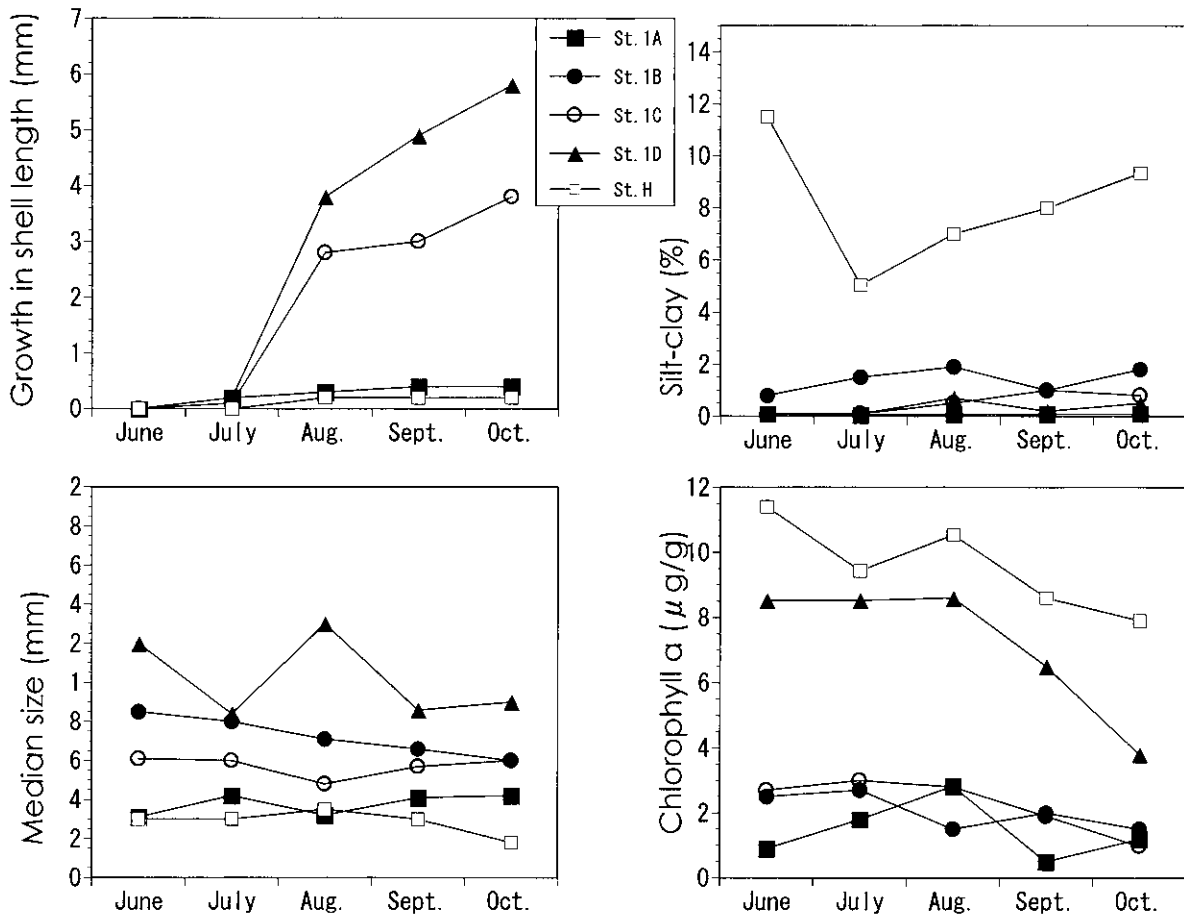 Growth in shell length (mm)
7
6
5
4
3
2
1
0
June July Aug. Sept. Oct.
St.1A
St.1B
St.1C
St.1D
St.H
Silt-clay (%)
14
12
10
8
6
4
2
0
June July Aug. Sept. Oct.
Median size (mm)
2
8
6
4
2
1
8
6
4
2
0
June July Aug. Sept. Oct.
Chlorophyll a (μg/g)
12
10
8
6
4
2
0
June July Aug. Sept. Oct.